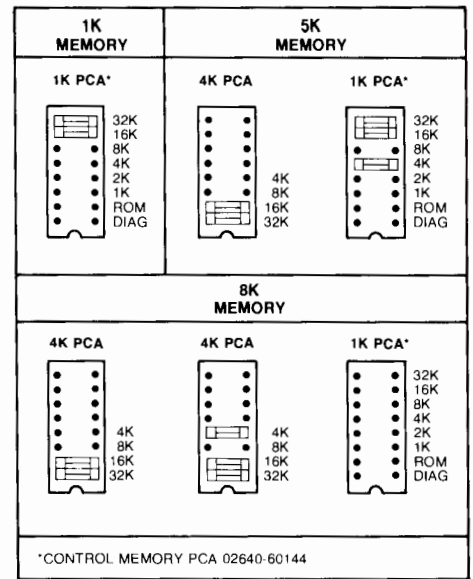 1K
MEMORY
5K
MEMORY
1K PCA*
32K
16K
8K
4K
2K
1K
ROM
DIAG
4K PCA
4K
8K
16K
32K
1K PCA*
32K
16K
8K
4K
2K
1K
ROM
DIAG
8K
MEMORY
4K PCA
4K
8K
16K
32K
4K PCA
4K
8K
16K
32K
1K PCA*
32K
16K
8K
4K
2K
1K
ROM
DIAG
*CONTROL MEMORY PCA 02640-60144